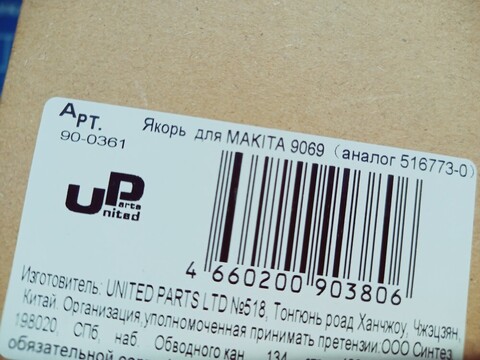 Арт.
90-0361
Якорь для MAKITA 9069 (аналог 516773-0)
UP
arts
nited
4 660200 903806
Изготовитель: UNITED PARTS LTD №518, Тонгюнь роад Ханчжоу, Чжэцзян,
Китай. Организация,уполномоченная принимать претензии:ООО Синтез
198020, СПб, наб. Обводного кан. 134
обязательной